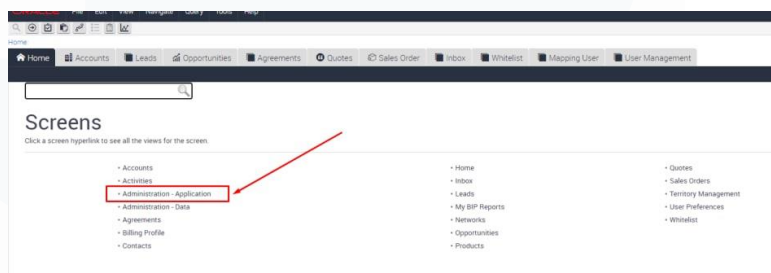 ORACLE File Edit View Navigate Query Tools Help
Home
Home Accounts Leads Opportunities Agreements Quotes Sales Order Inbox Whitelist Mapping User User Management
Screens
Click a screen hyperlink to see all the views for the screen.
• Accounts • Home • Quotes
• Activities • Inbox • Sales Orders
• Administration - Application • Leads • Territory Management
• Administration - Data • My BIP Reports • User Preferences
• Agreements • Networks • Whitelist
• Billing Profile • Opportunities
• Contacts • Products